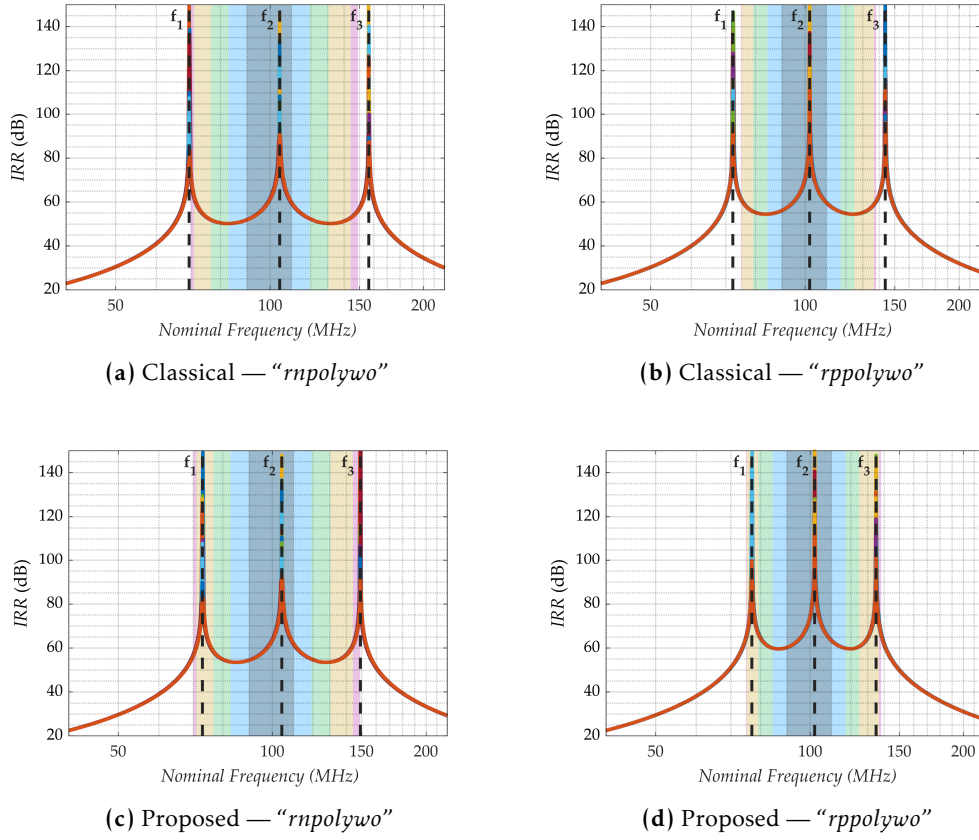 140
120
100
80
60
40
20
IRR (dB)
f1
f2
f3
50
100
150
200
Nominal Frequency (MHz)
(a) Classical — “rnpolywo”
140
120
100
80
60
40
20
IRR (dB)
f1
f2
f3
50
100
150
200
Nominal Frequency (MHz)
(b) Classical — “rppolywo”
140
120
100
80
60
40
20
IRR (dB)
f1
f2
f3
50
100
150
200
Nominal Frequency (MHz)
(c) Proposed — “rnpolywo”
140
120
100
80
60
40
20
IRR (dB)
f1
f2
f3
50
100
150
200
Nominal Frequency (MHz)
(d) Proposed — “rppolywo”